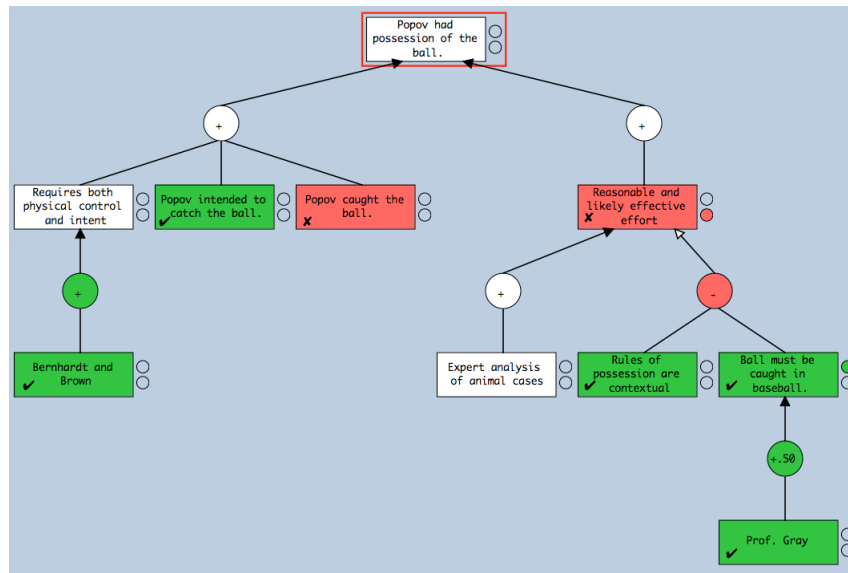 Popov had
possession of the
ball.
+
+
Requires both
physical control
and intent
Popov intended to
catch the ball.
✔
Popov caught the
ball.
✘
Reasonable and
likely effective
effort
✘
+
+
-
Bernhardt and
Brown
✔
Expert analysis
of animal cases
Rules of
possession are
contextual
✔
Ball must be
caught in
baseball.
✔
+.50
Prof. Gray
✔